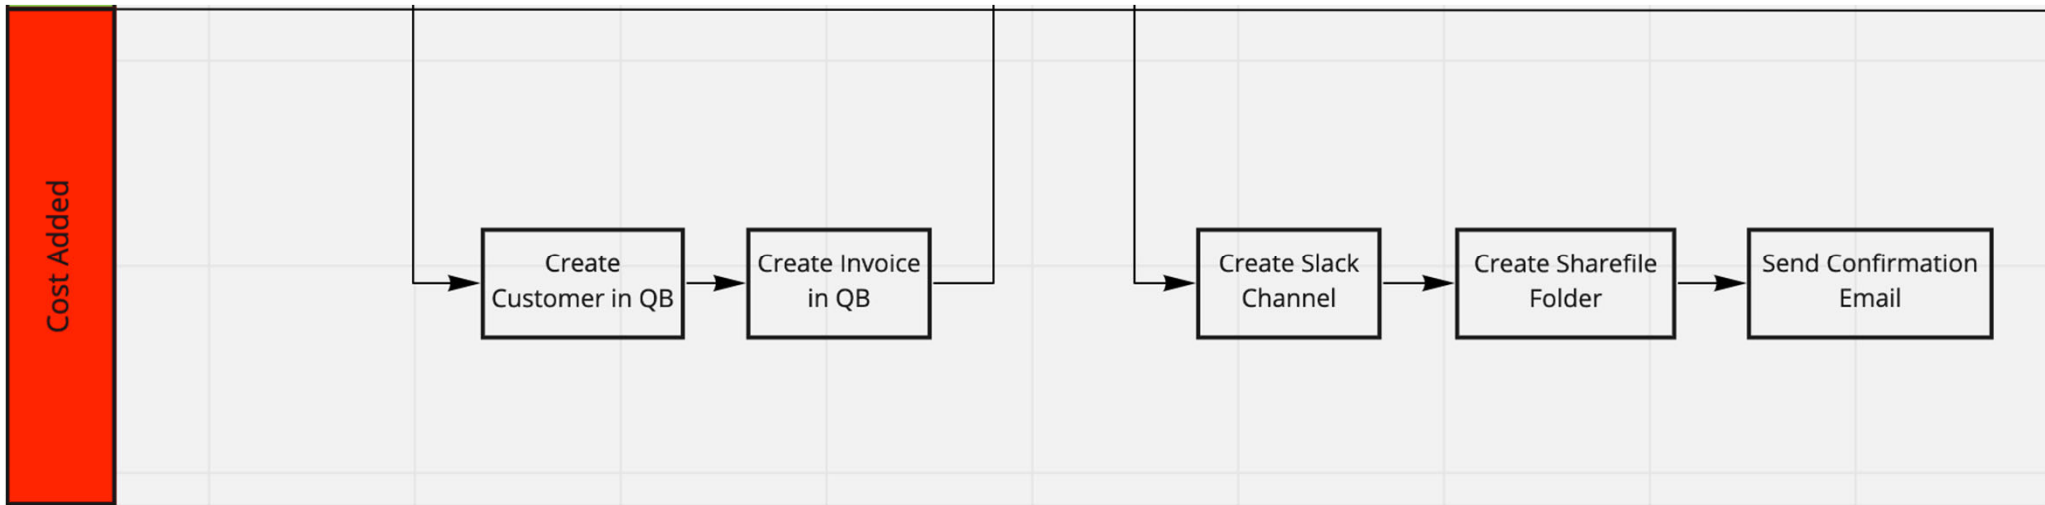 Cost Added
Create
Customer in QB
Create Invoice
in QB
Create Slack
Channel
Create Sharefile
Folder
Send Confirmation
Email